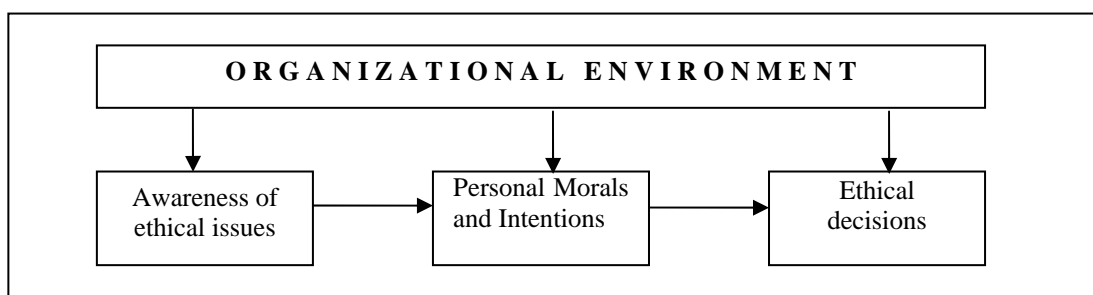 ORGANIZATIONAL ENVIRONMENT
Awareness of
ethical issues
Personal Morals
and Intentions
Ethical
decisions